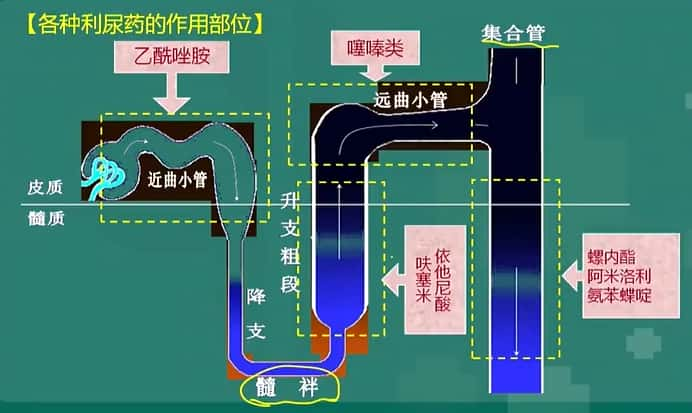 【各种利尿药的作用部位】
乙酰唑胺
噻嗪类
集合管
远曲小管
近曲小管
皮质
髓质
升支粗段
降支
髓袢
依他尼酸
呋塞米
螺内酯
阿米洛利
氨苯蝶啶